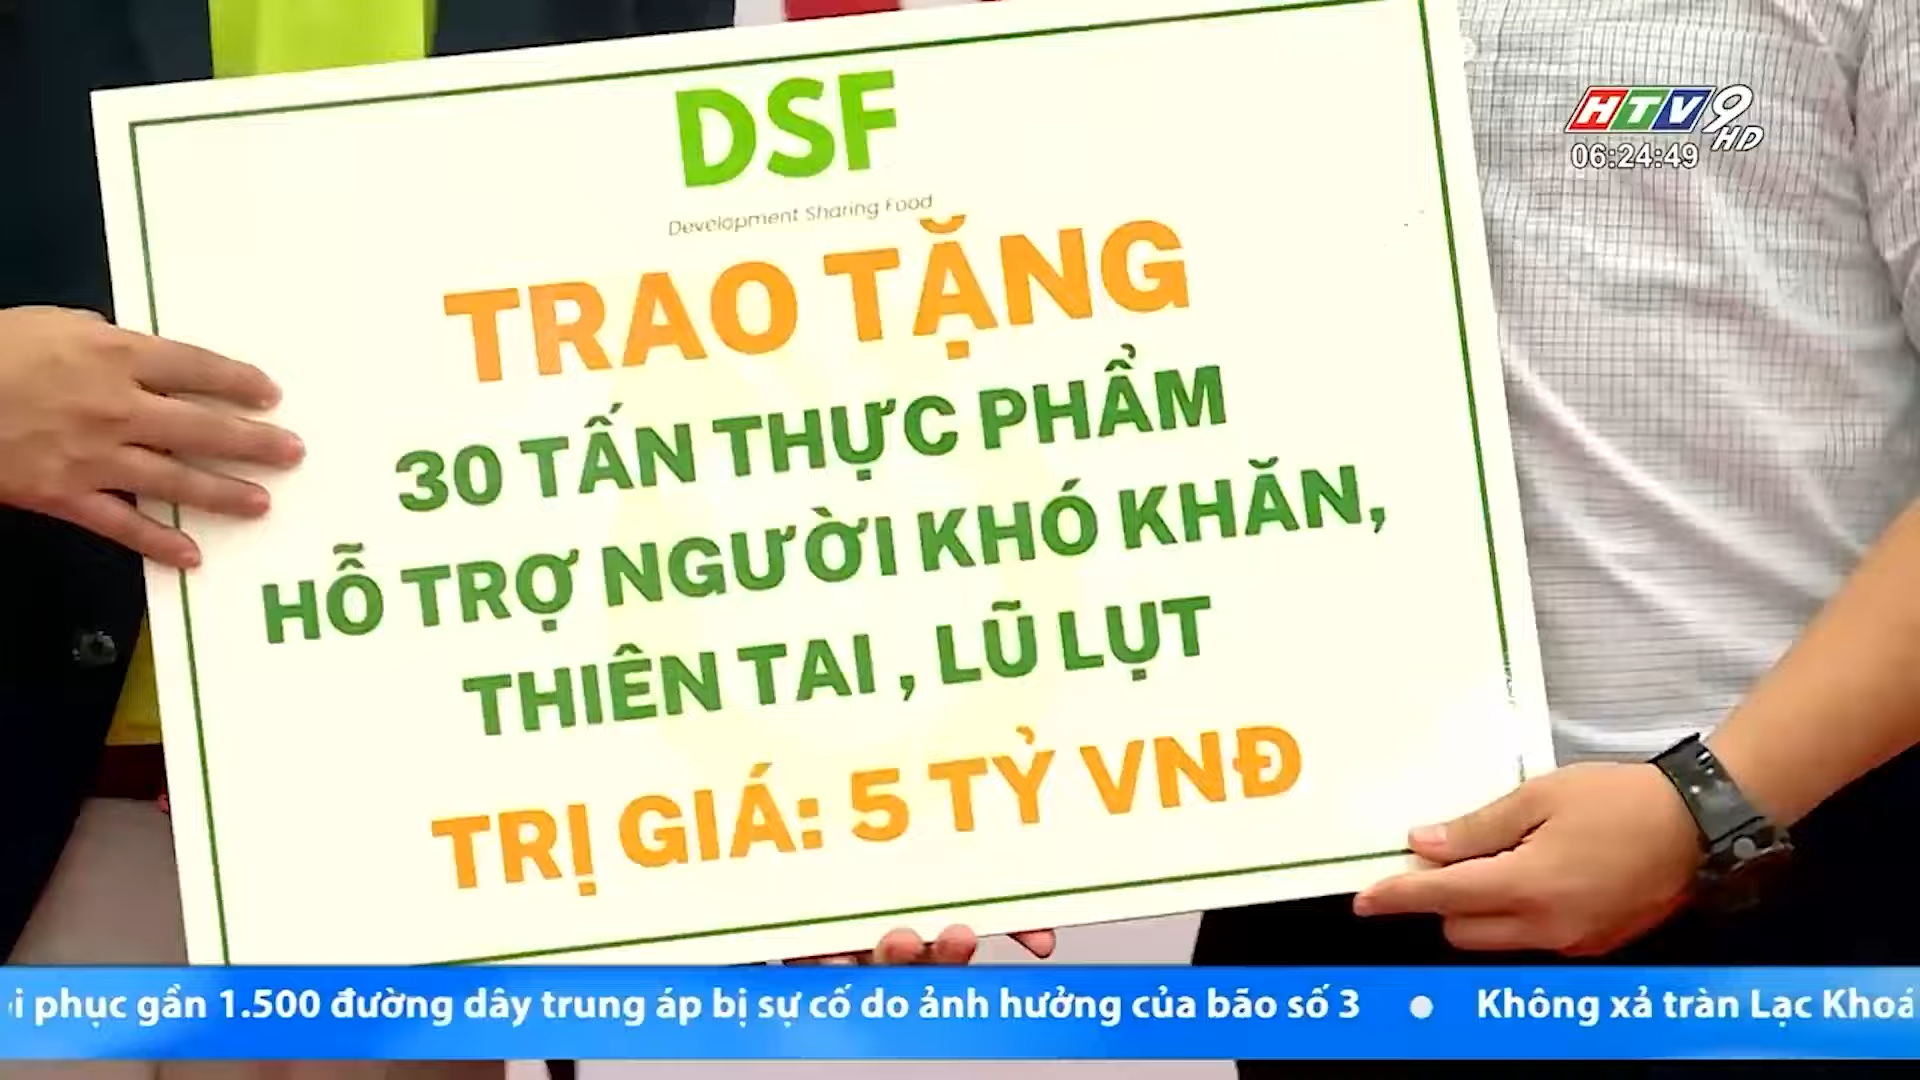 DSF
Development Sharing Food
TRAO TẶNG
30 TẤN THỰC PHẨM
HỖ TRỢ NGƯỜI KHÓ KHĂN,
THIÊN TAI , LŨ LỤT
TRỊ GIÁ: 5 TỶ VNĐ
HTV9
HD
06:24:49
phục gần 1.500 đường dây trung áp bị sự cố do ảnh hưởng của bão số 3 ● Không xả tràn Lạc